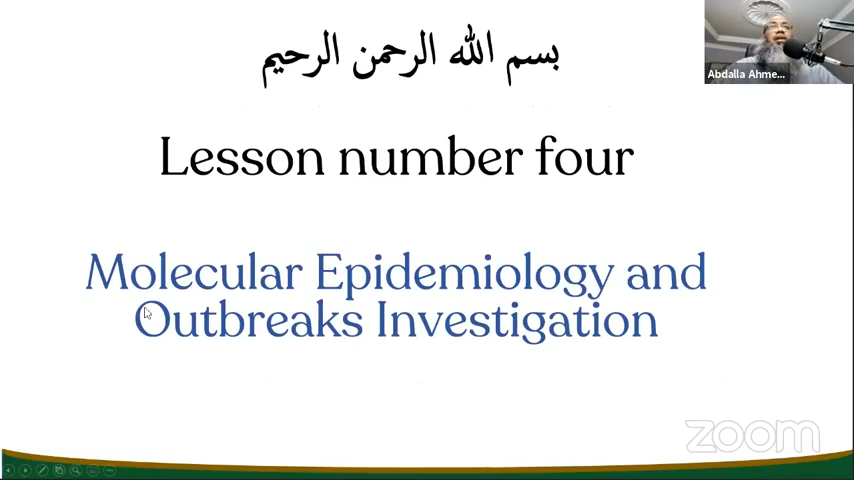 بسم الله الرحمن الرحيم
Abdalla Ahme...
Lesson number four
Molecular Epidemiology and
Outbreaks Investigation
zoom